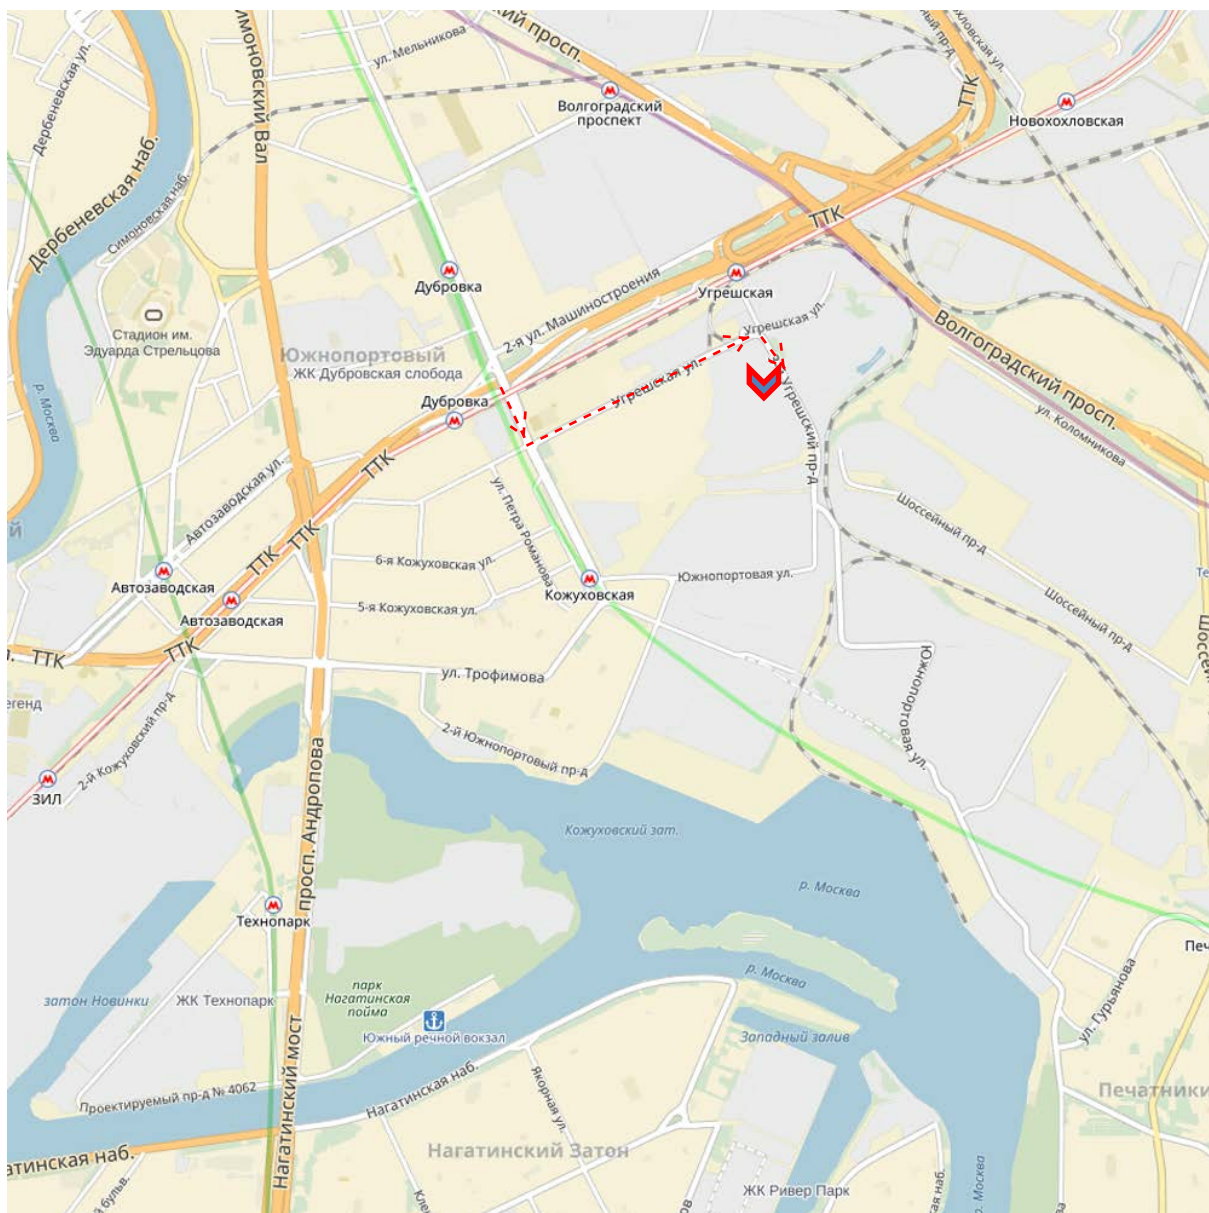 ул. Мельникова
просп.
Волгоградский
проспект
Новохохловская
ТТК
Дербеневская ул.
Дербеневская наб.
Симоновская наб.
Дубровка
2-я ул. Машиностроения
ТТК
Угрешская
Угрешская ул.
Волгоградский просп.
Стадион им.
Эдуарда Стрельцова
р. Москва
Южнопортовый
ЖК Дубровская слобода
Дубровка
Угрешская ул.
Угрешский пр-д
ул. Коломникова
ТТК
Автозаводская ул.
ул. Петра Романова
Шоссейный пр-д
ТТК
ТТК
6-я Кожуховская ул.
Автозаводская
Кожуховская
Южнопортовая ул.
5-я Кожуховская ул.
Автозаводская
Шоссейный пр-д
ТТК
ТТК
ул. Трофимова
Южнопортовая ул.
2-й Кожуховский пр-д
2-й Южнопортовый пр-д
ЗИЛ
просп. Андропова
Кожуховский зат.
р. Москва
Технопарк
р. Москва
затон Новинки
ЖК Технопарк
парк
Нагатинская
пойма
Южный речной вокзал
Западный залив
ул. Гурьянова
Проектируемый пр-д № 4062
Нагатинский мост
Нагатинская наб.
Якорная ул.
Печатники
Нагатинский Затон
р. Москва
ЖК Ривер Парк